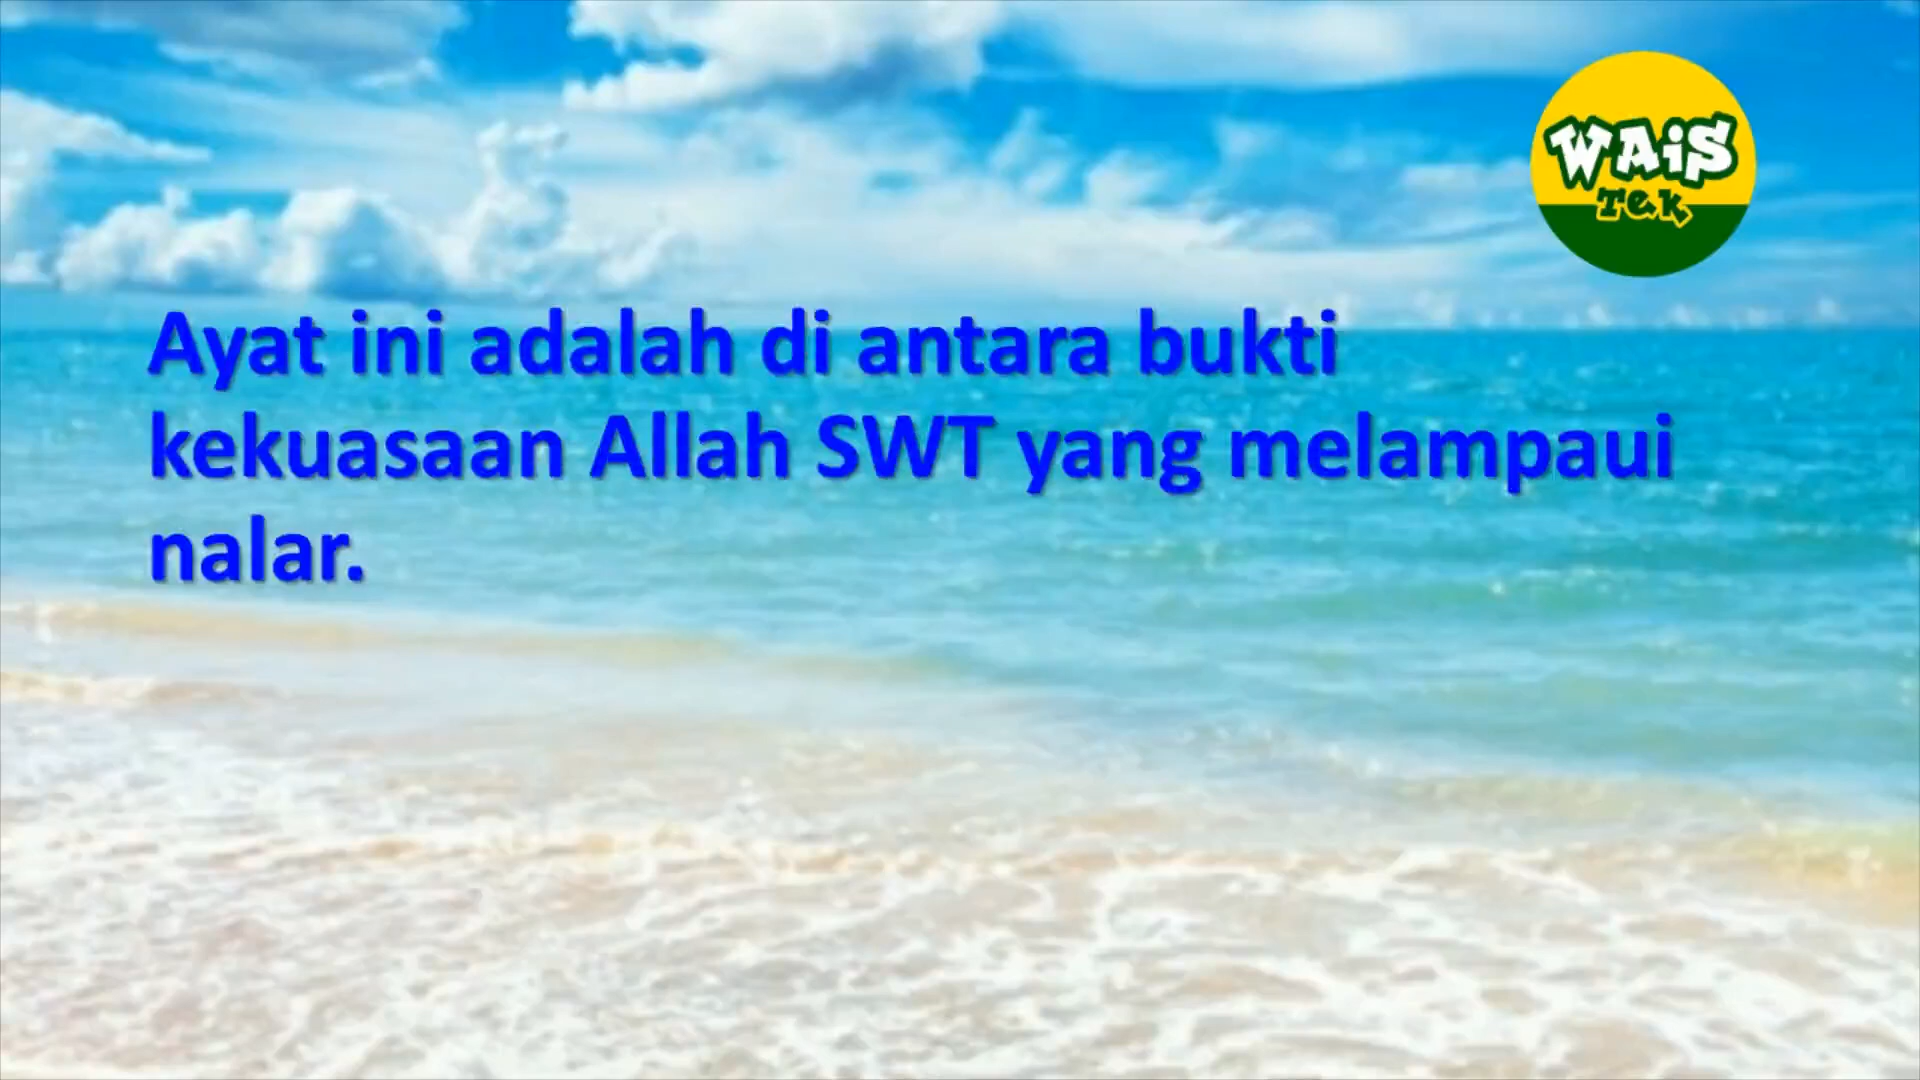 WAiS
TEK
Ayat ini adalah di antara bukti
kekuasaan Allah SWT yang melampaui
nalar.